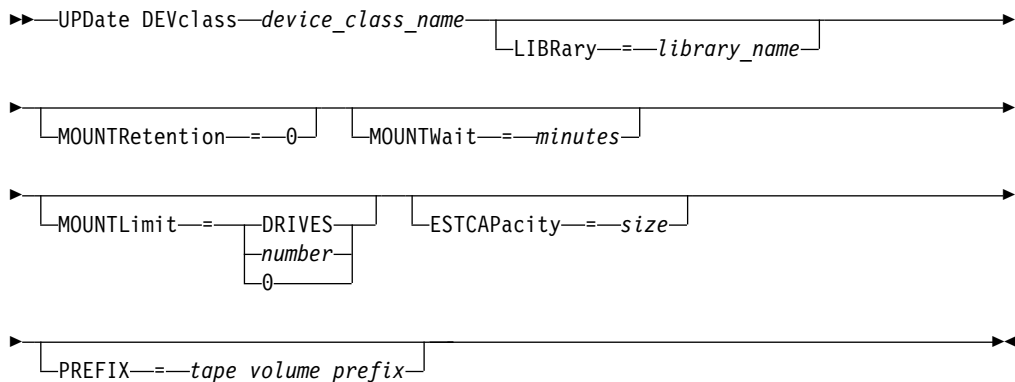 UPDate DEVclass device_class_name
LIBRary = library_name
MOUNTRetention = 0 MOUNTWait = minutes
MOUNTLimit = DRIVES ESTCAPacity = size
number
0
PREFIX = tape volume prefix